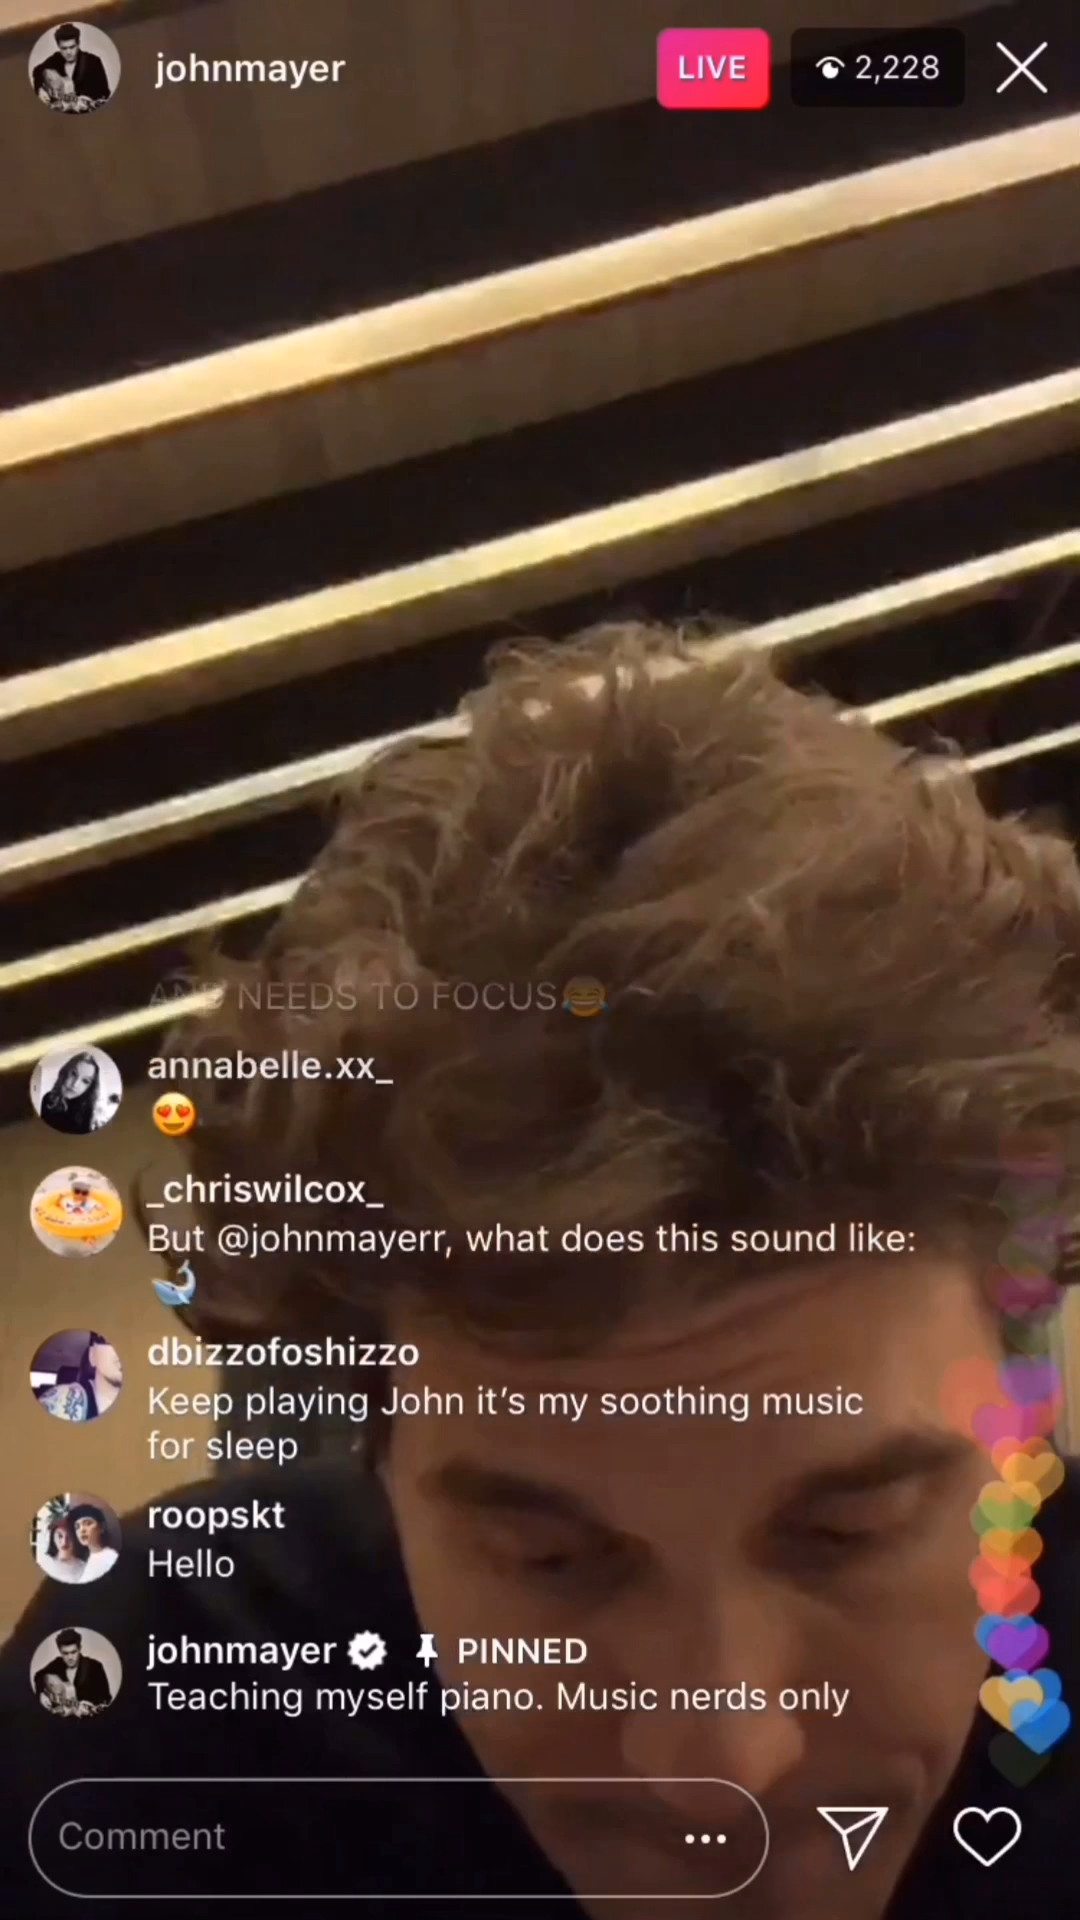 johnmayer
LIVE
2,228
AND NEEDS TO FOCUS😂
annabelle.xx_
😍
_chriswilcox_
But @johnmayerr, what does this sound like:
🐋
dbizzofoshizzo
Keep playing John it's my soothing music
for sleep
roopskt
Hello
johnmayer PINNED
Teaching myself piano. Music nerds only
Comment